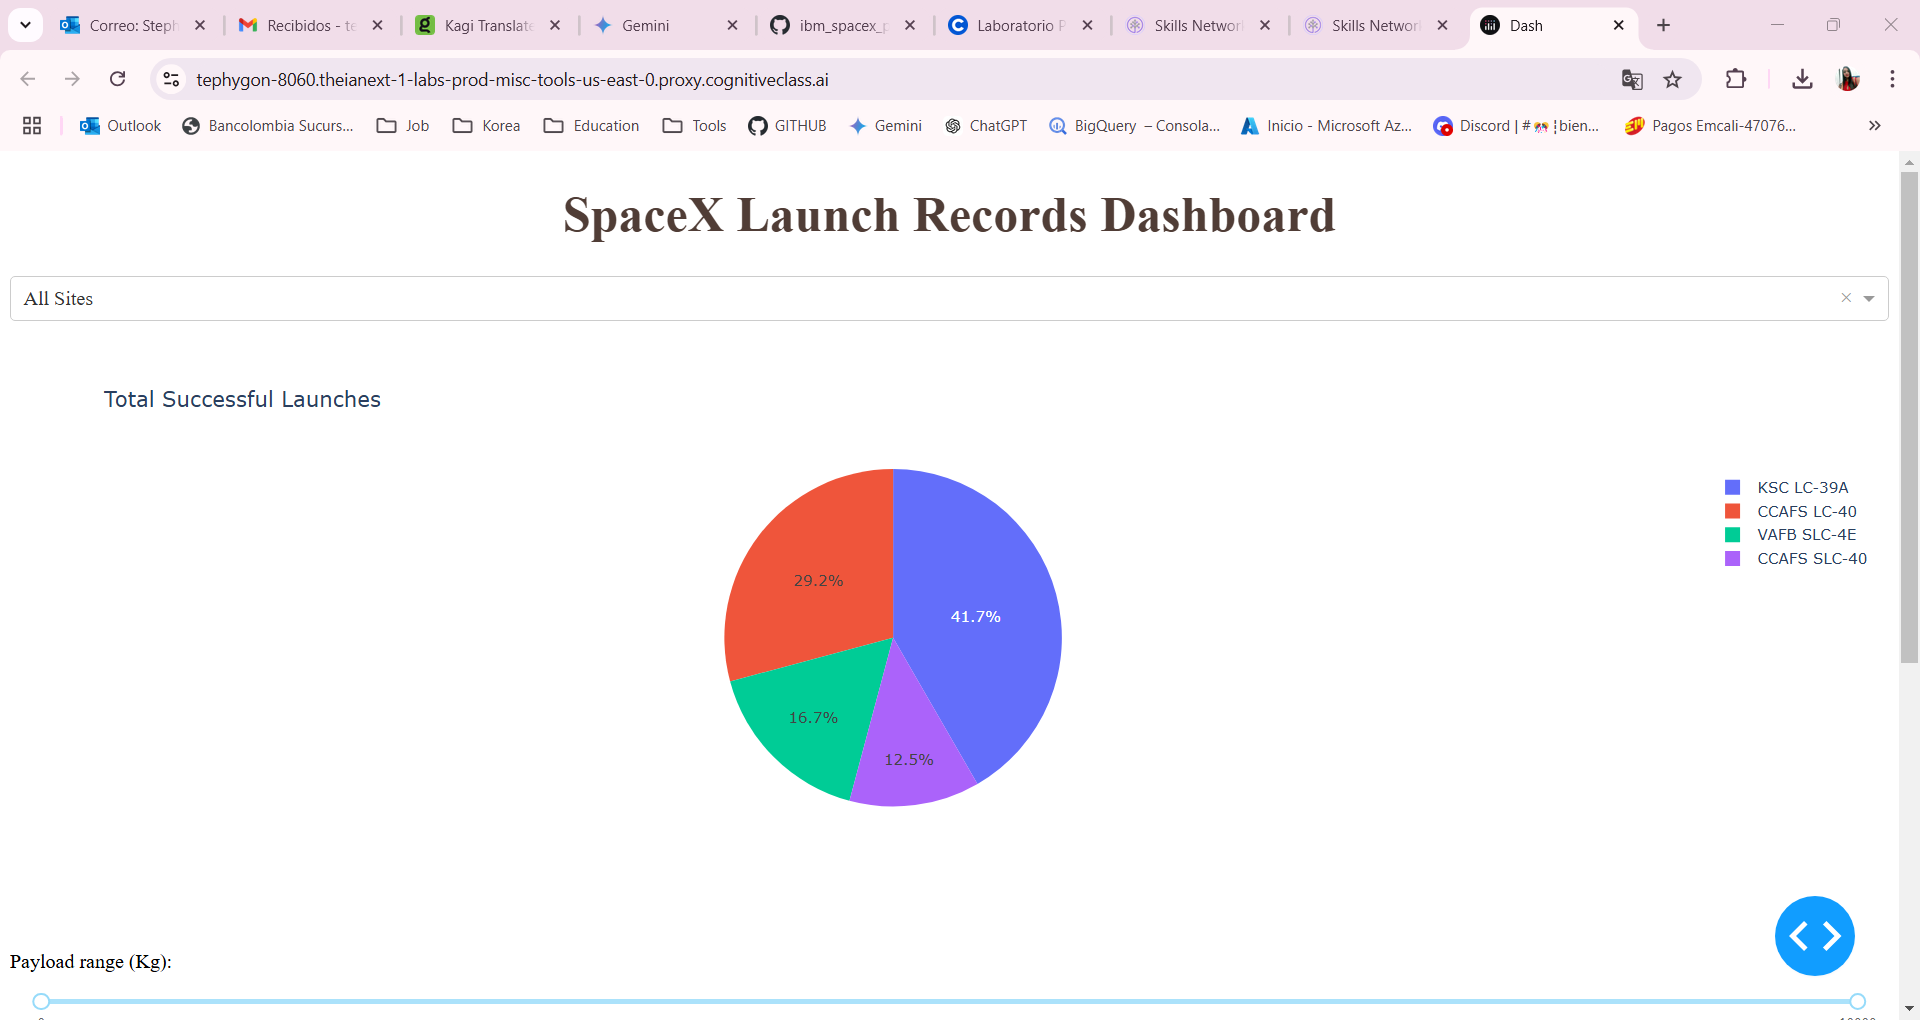 Correo: Steph
Recibidos - te
Kagi Translate
Gemini
ibm_spacex_p
Laboratorio P
Skills Network
Skills Network
Dash
tephygon-8060.theianext-1-labs-prod-misc-tools-us-east-0.proxy.cognitiveclass.ai
Outlook
Bancolombia Sucurs...
Job
Korea
Education
Tools
GITHUB
Gemini
ChatGPT
BigQuery – Consola...
Inicio - Microsoft Az...
Discord | #🎊¦bien...
Pagos Emcali-47076...
SpaceX Launch Records Dashboard
All Sites
Total Successful Launches
KSC LC-39A
CCAFS LC-40
VAFB SLC-4E
CCAFS SLC-40
29.2%
41.7%
16.7%
12.5%
Payload range (Kg):